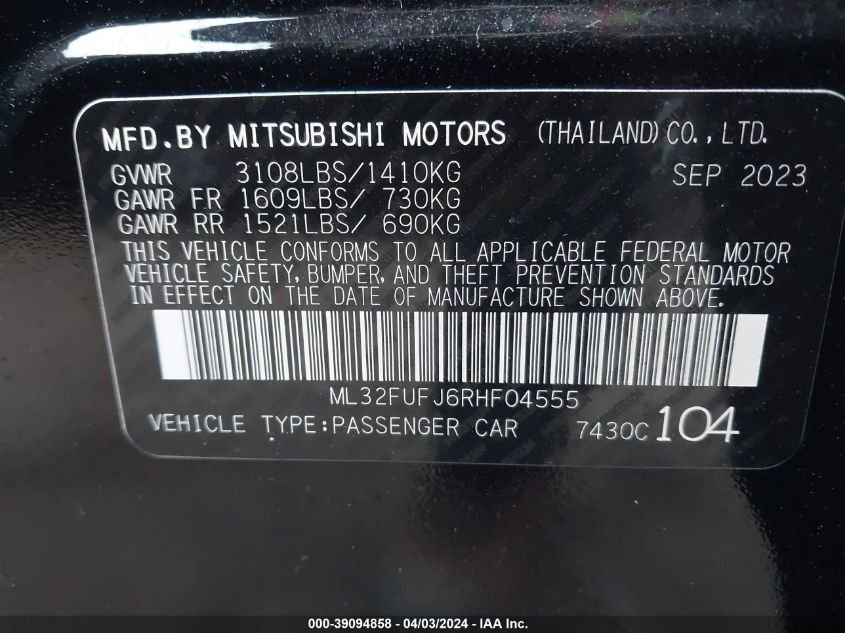 MFD.BY MITSUBISHI MOTORS (THAILAND)CO.,LTD.
GVWR 3108LBS/1410KG SEP 2023
GAWR FR 1609LBS/ 730KG
GAWR RR 1521LBS/ 690KG
THIS VEHICLE CONFORMS TO ALL APPLICABLE FEDERAL MOTOR
VEHICLE SAFETY, BUMPER, AND THEFT PREVENTION STANDARDS
IN EFFECT ON THE DATE OF MANUFACTURE SHOWN ABOVE.
ML32FUFJ6RHF04555
VEHICLE TYPE:PASSENGER CAR 7430C 104
000-39094858 - 04/03/2024 - IAA Inc.